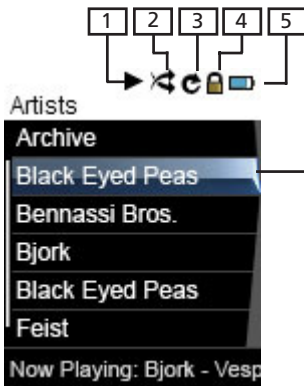 1 2 3 4 5
Artists
Archive
Black Eyed Peas
Bennassi Bros.
Bjork
Black Eyed Peas
Feist
Now Playing: Bjork - Vesp